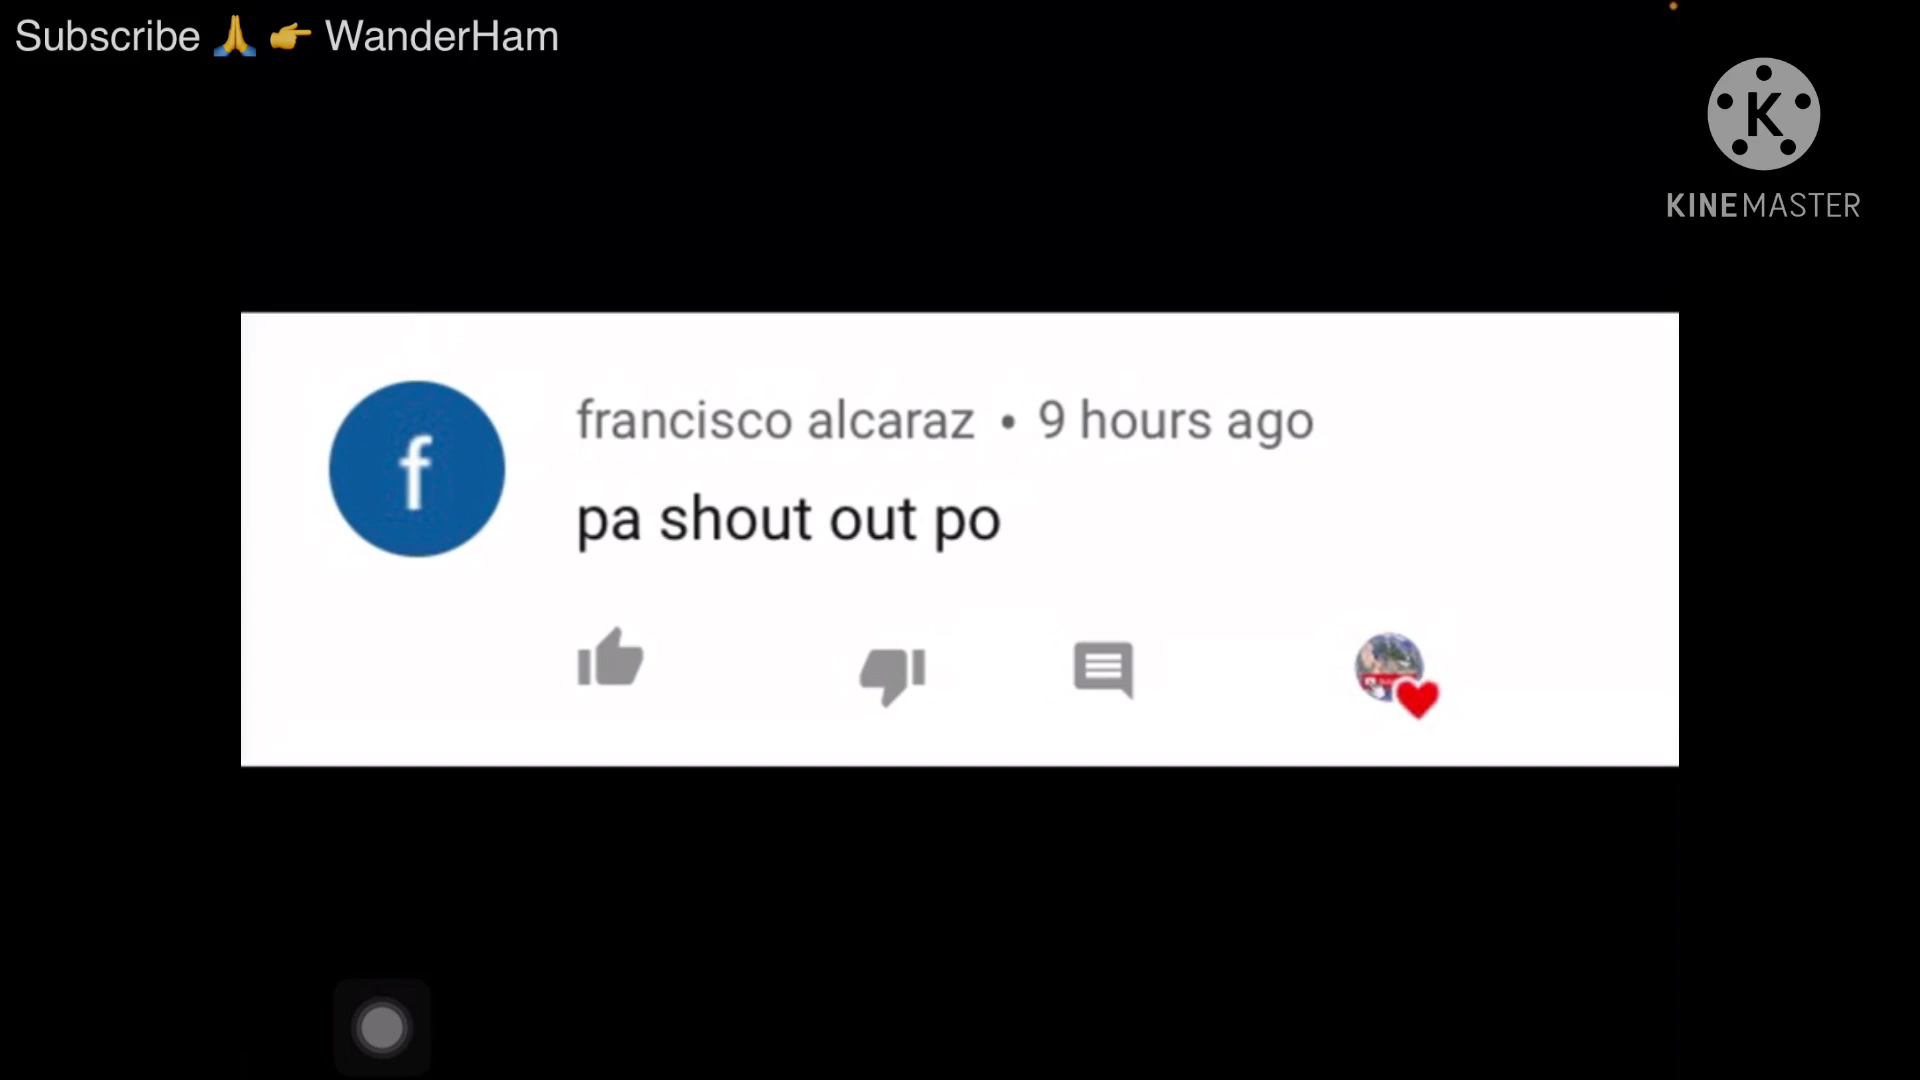 Subscribe 🙏 👉 WanderHam
K
KINEMASTER
francisco alcaraz • 9 hours ago
f
pa shout out po